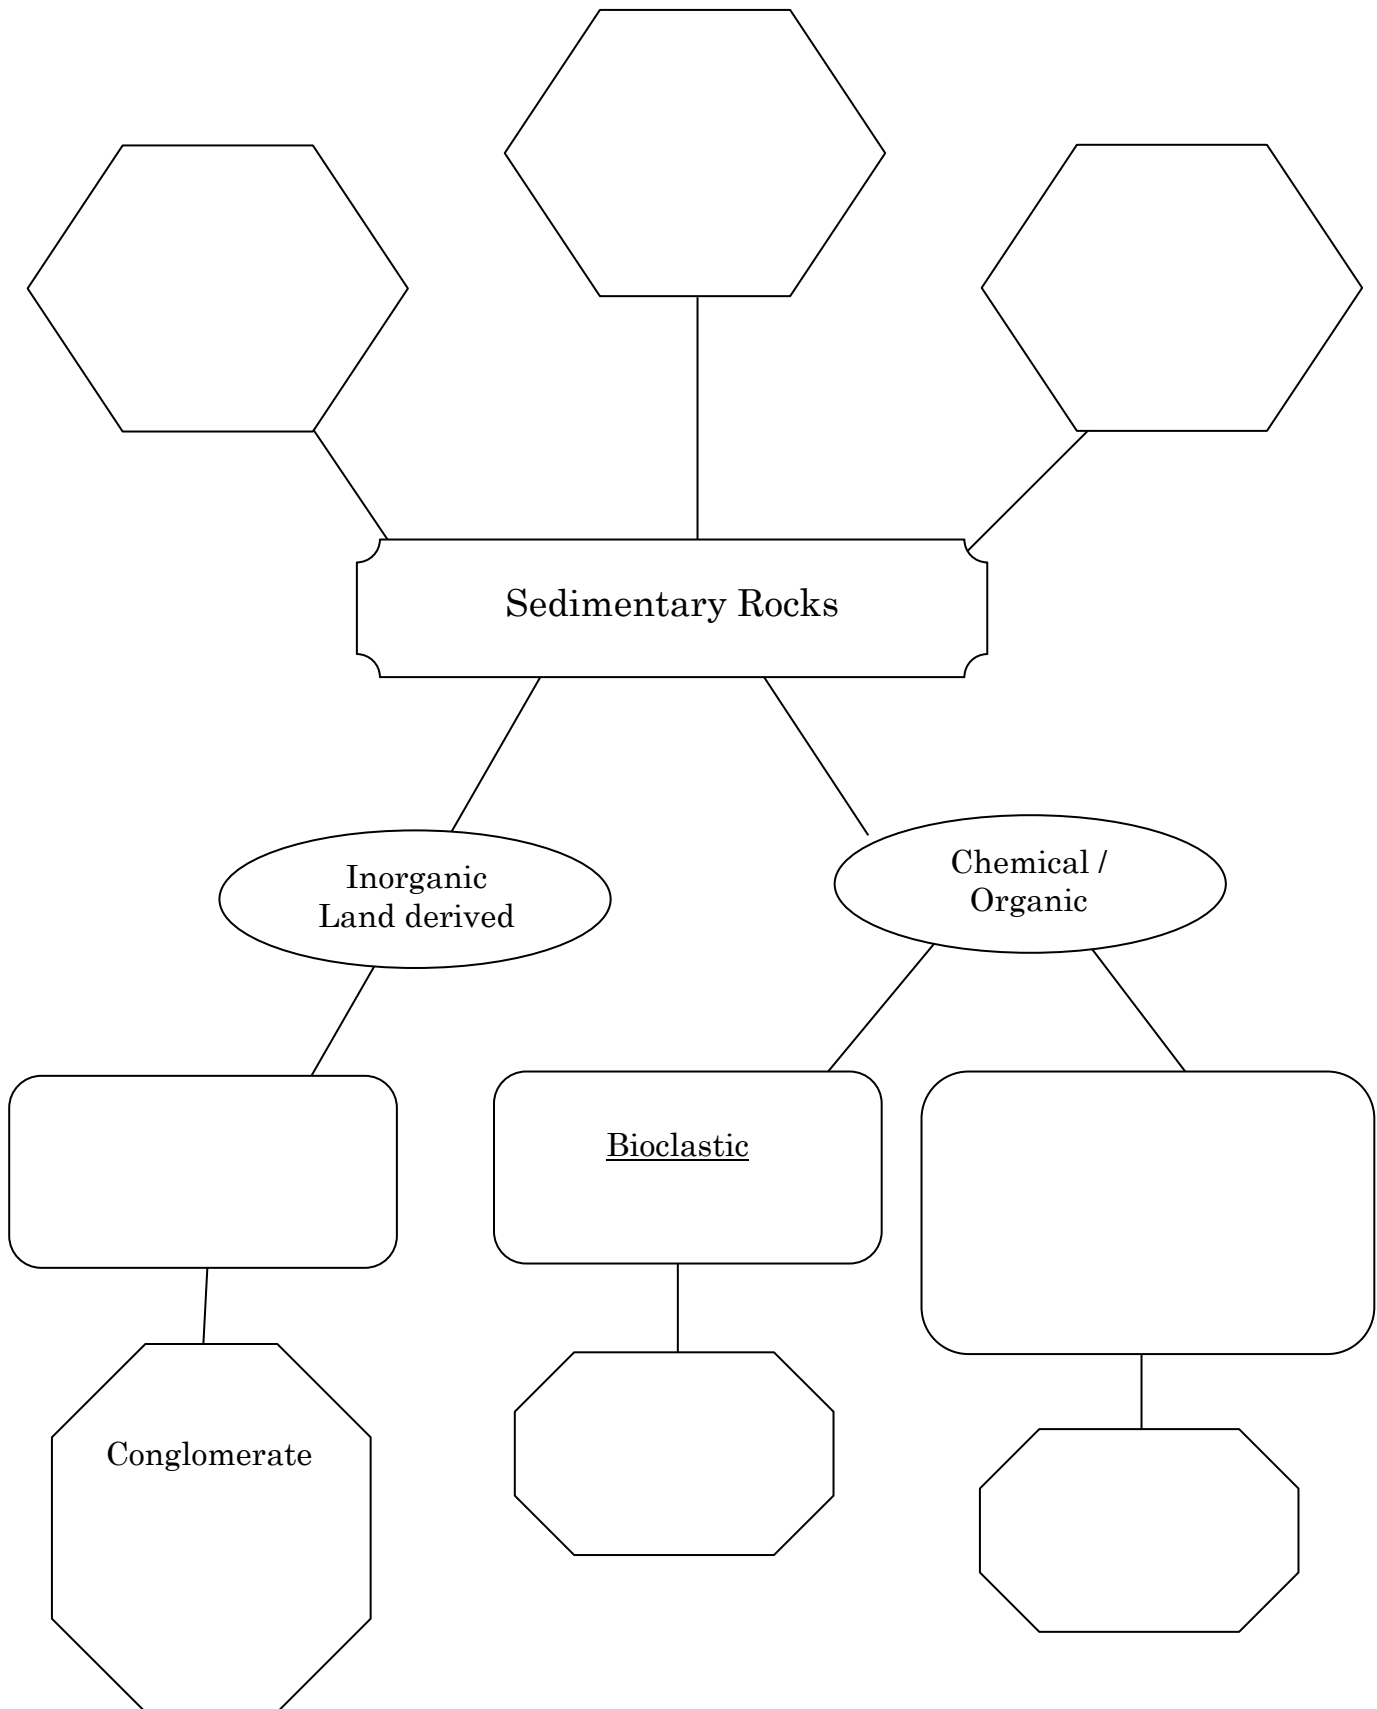 Sedimentary Rocks
Inorganic
Land derived
Chemical /
Organic
Bioclastic
Conglomerate